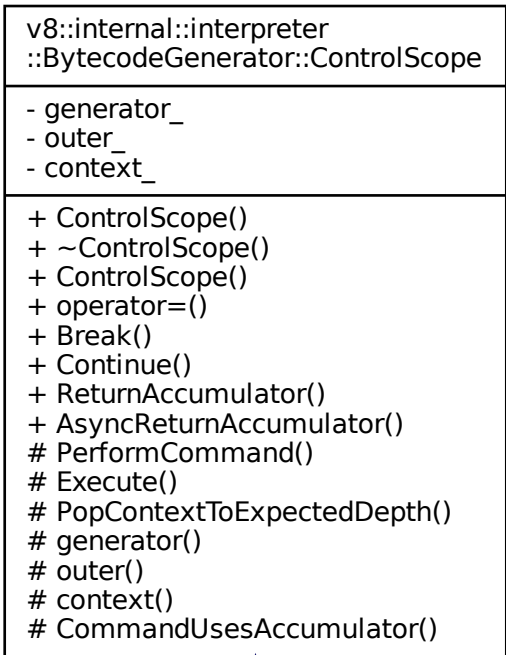 v8::internal::interpreter
::BytecodeGenerator::ControlScope
- generator_
- outer_
- context_
+ ControlScope()
+ ~ControlScope()
+ ControlScope()
+ operator=()
+ Break()
+ Continue()
+ ReturnAccumulator()
+ AsyncReturnAccumulator()
# PerformCommand()
# Execute()
# PopContextToExpectedDepth()
# generator()
# outer()
# context()
# CommandUsesAccumulator()